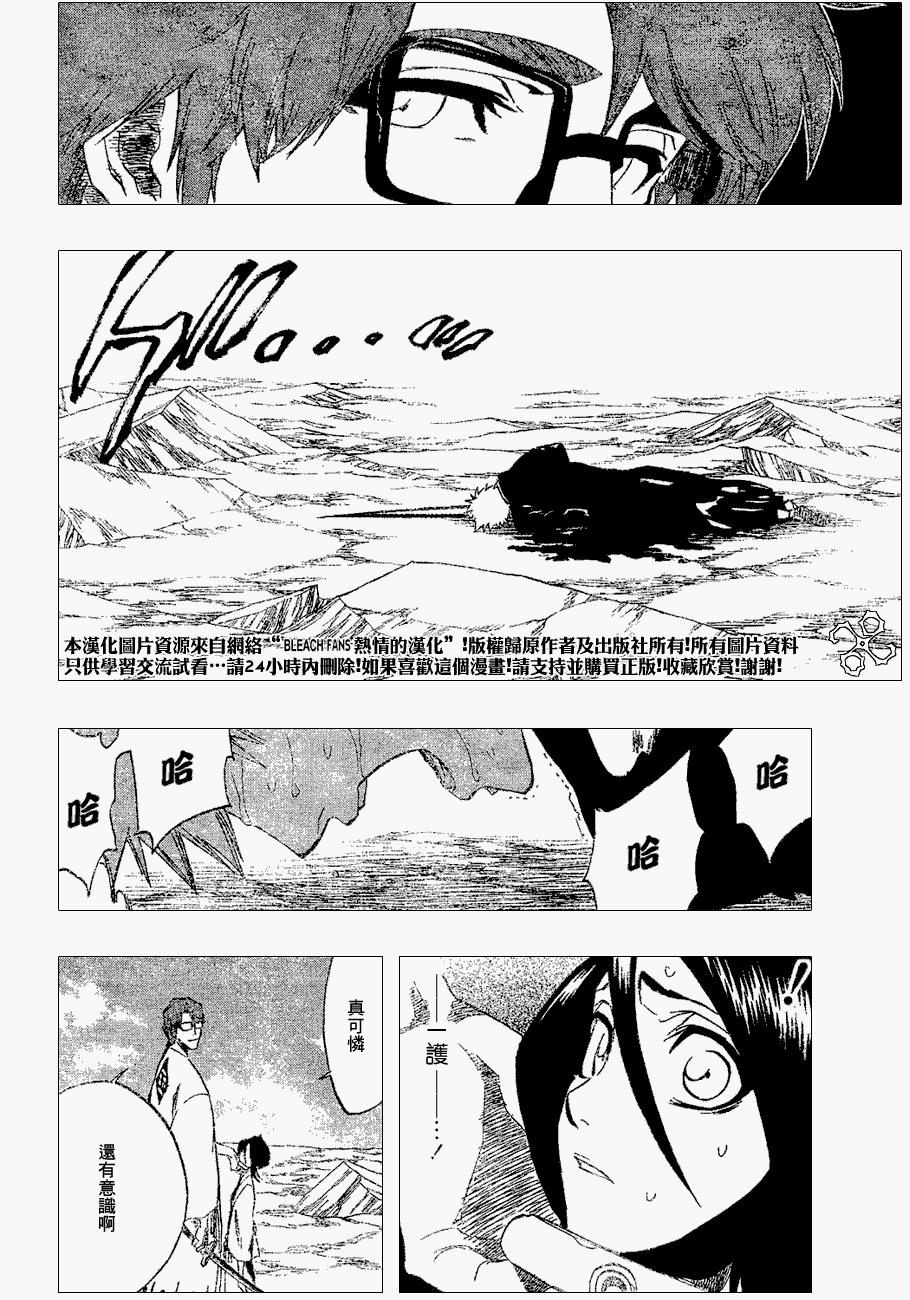 本漢化圖片資源來自網絡“BLEACH FANS 熱情的漢化”!版權歸原作者及出版社所有!所有圖片資料
只供學習交流試看…請24小時內刪除!如果喜歡這個漫畫!請支持並購買正版!收藏欣賞!謝謝!
哈
哈
哈
哈
!
—一護—…!
真可憐
還有意識啊